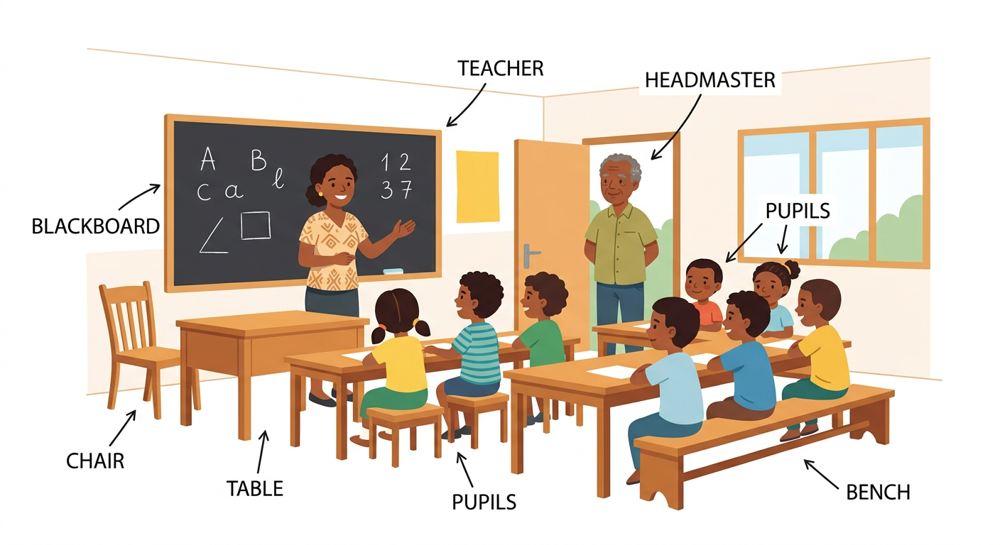 TEACHER
HEADMASTER
A B
l
1 2
C a
3 7
PUPILS
BLACKBOARD
CHAIR
TABLE
PUPILS
BENCH